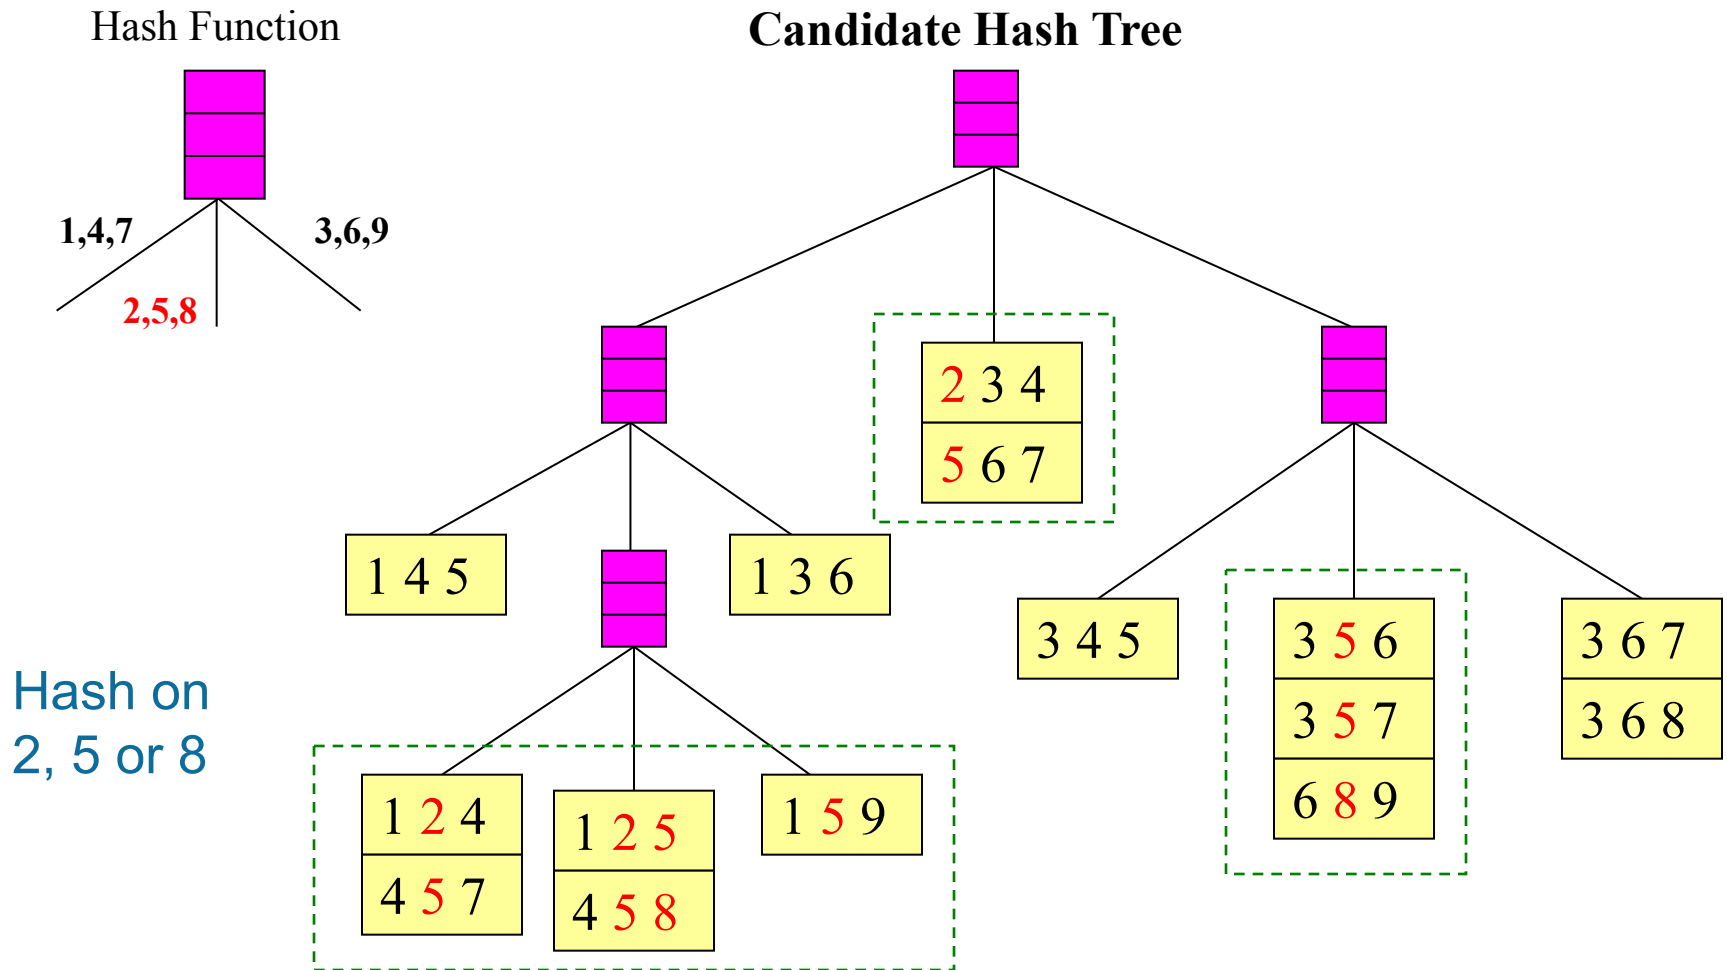 Hash Function
Candidate Hash Tree
1,4,7
3,6,9
2,5,8
2 3 4
5 6 7
1 4 5
1 3 6
3 4 5
3 5 6
3 5 7
6 8 9
3 6 7
3 6 8
Hash on
2, 5 or 8
1 2 4
4 5 7
1 2 5
4 5 8
1 5 9